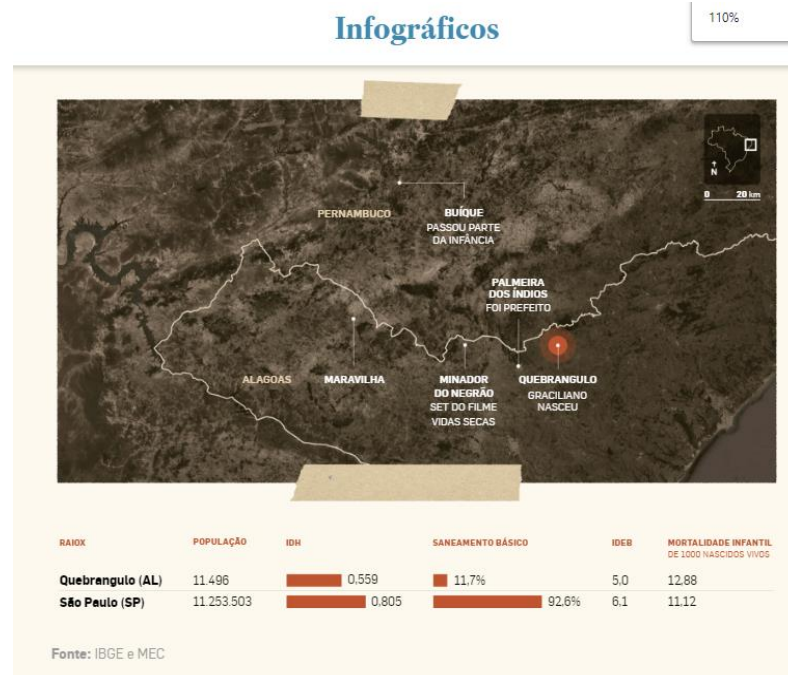 Infográficos
110%
N
0 20 km
PERNAMBUCO
BUÍQUE
PASSOU PARTE
DA INFÂNCIA
PALMEIRA
DOS ÍNDIOS
FOI PREFEITO
ALAGOAS
MARAVILHA
MINADOR
DO NEGRÃO
SET DO FILME
VIDAS SECAS
QUEBRANGULO
GRACILIANO
NASCEU
RAIOX POPULAÇÃO IDH SANEAMENTO BÁSICO IDEB MORTALIDADE INFANTIL
DE 1000 NASCIDOS VIVOS
Quebrangulo (AL) 11.496 0,559 11,7% 5.0 12,88
São Paulo (SP) 11.253.503 0,805 92,6% 6.1 11,12
Fonte: IBGE e MEC